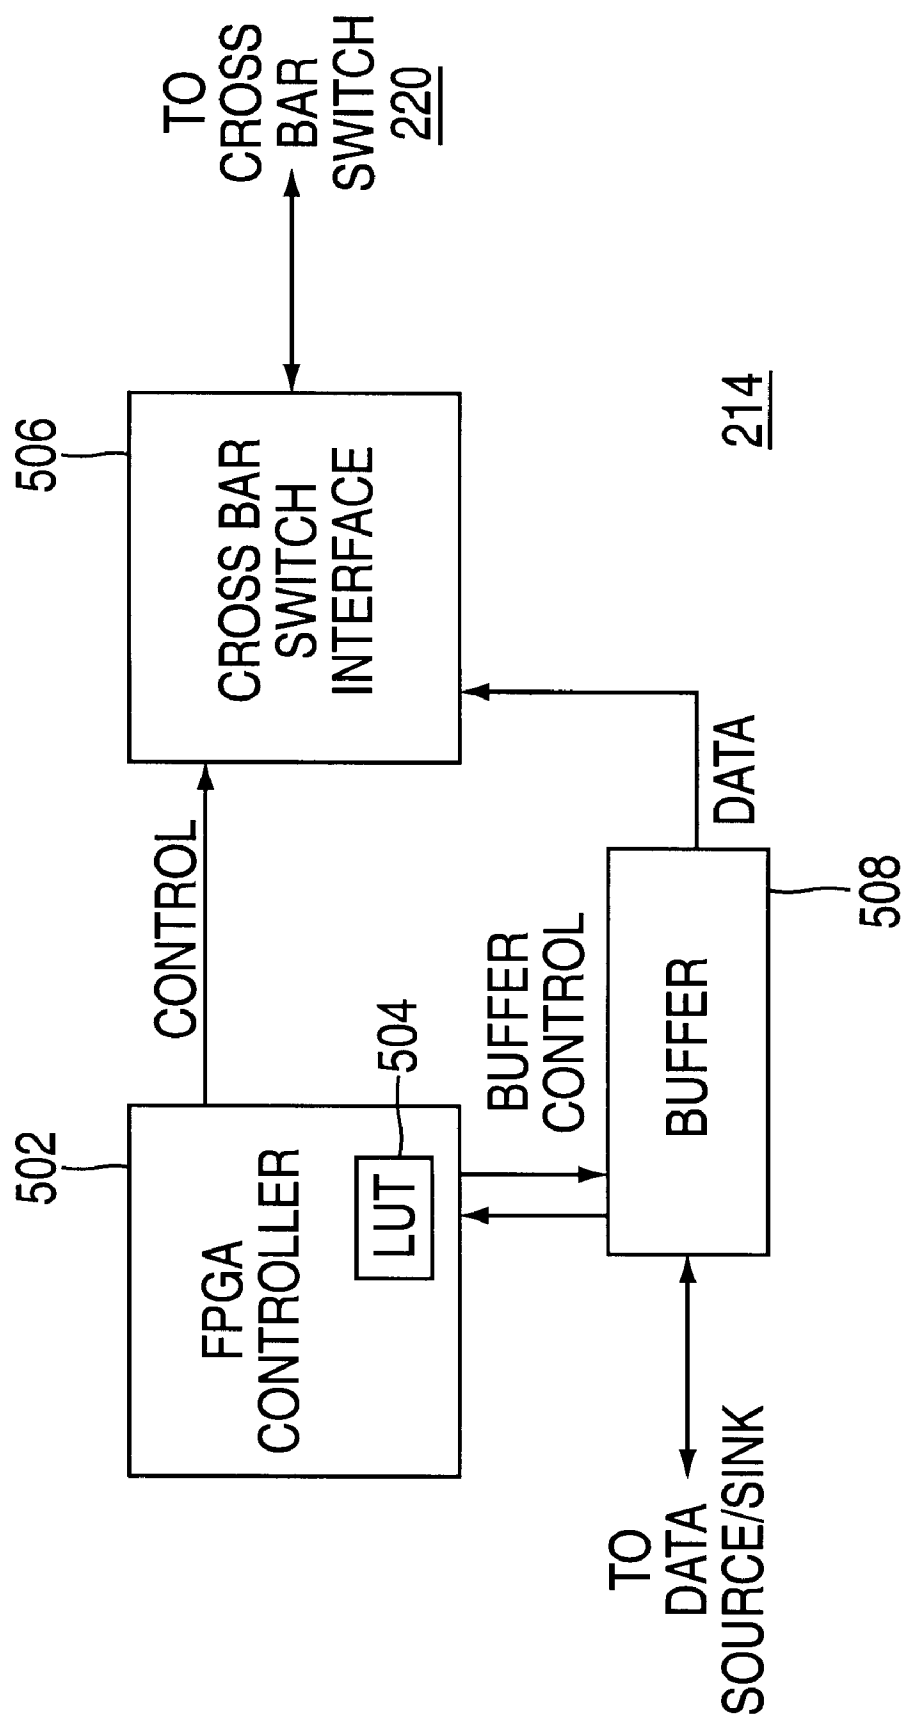 502
FPGA
CONTROLLER
LUT
504
CONTROL
506
CROSS BAR
SWITCH
INTERFACE
TO
CROSS
BAR
SWITCH
220
BUFFER
CONTROL
TO
DATA
SOURCE/SINK
BUFFER
508
DATA
214